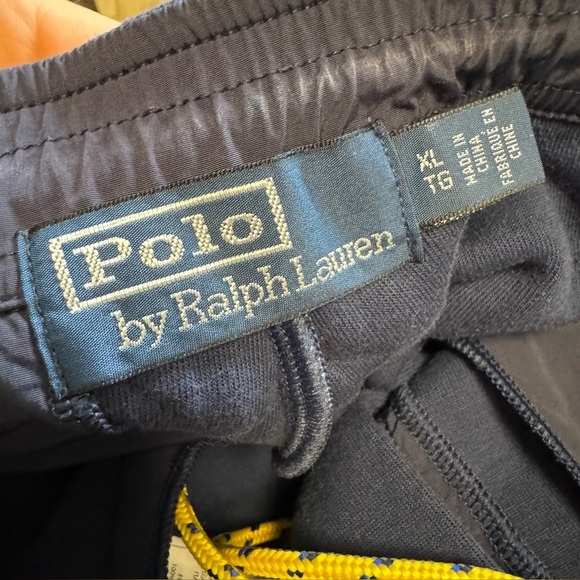 Polo
by Ralph Lauren
XL
TG
MADE IN
CHINA
FABRIQUÉ EN
CHINE